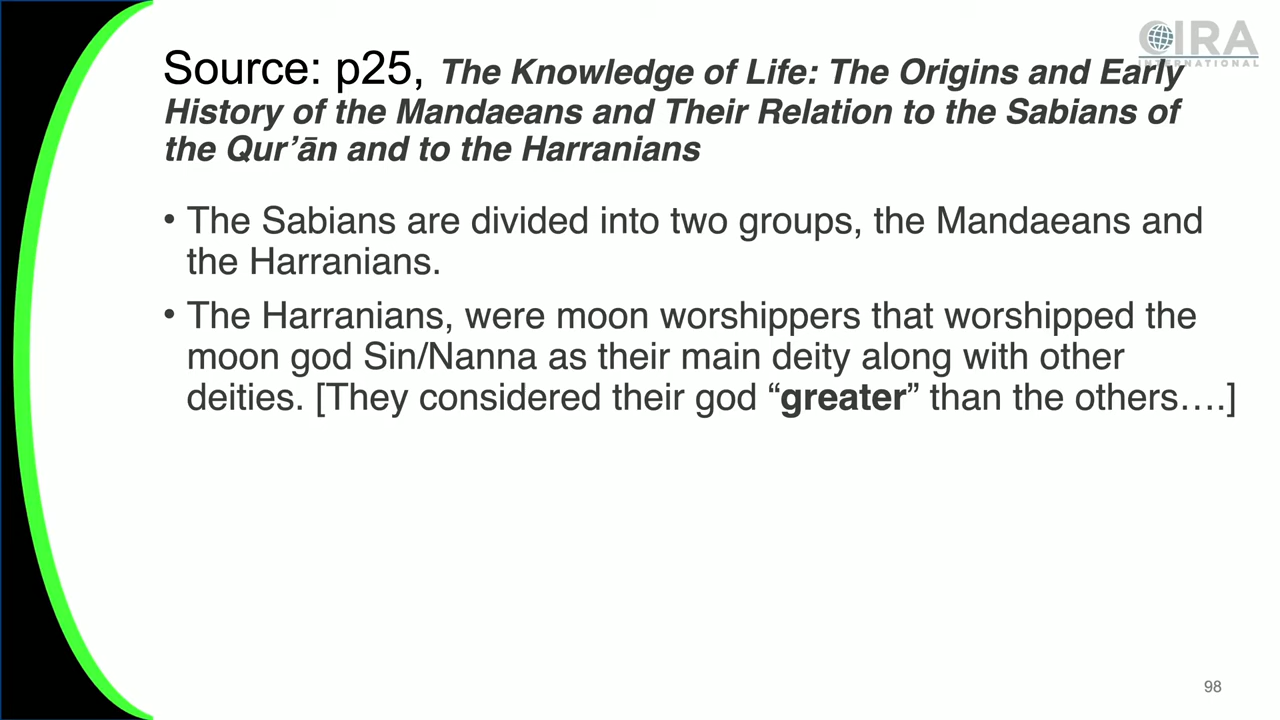 CIRA
INTERNATIONAL
Source: p25, The Knowledge of Life: The Origins and Early
History of the Mandaeans and Their Relation to the Sabians of
the Qur’ān and to the Harranians
• The Sabians are divided into two groups, the Mandaeans and
the Harranians.
• The Harranians, were moon worshippers that worshipped the
moon god Sin/Nanna as their main deity along with other
deities. [They considered their god “greater” than the others….]
98